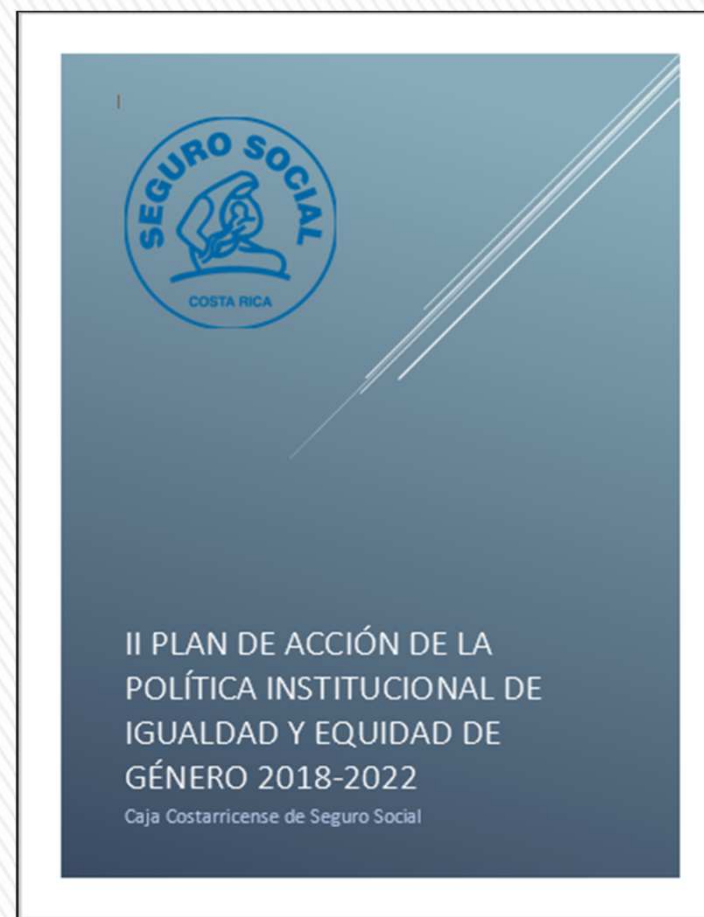 SEGURO SOCIAL
COSTA RICA
II PLAN DE ACCIÓN DE LA
POLÍTICA INSTITUCIONAL DE
IGUALDAD Y EQUIDAD DE
GÉNERO 2018-2022
Caja Costarricense de Seguro Social